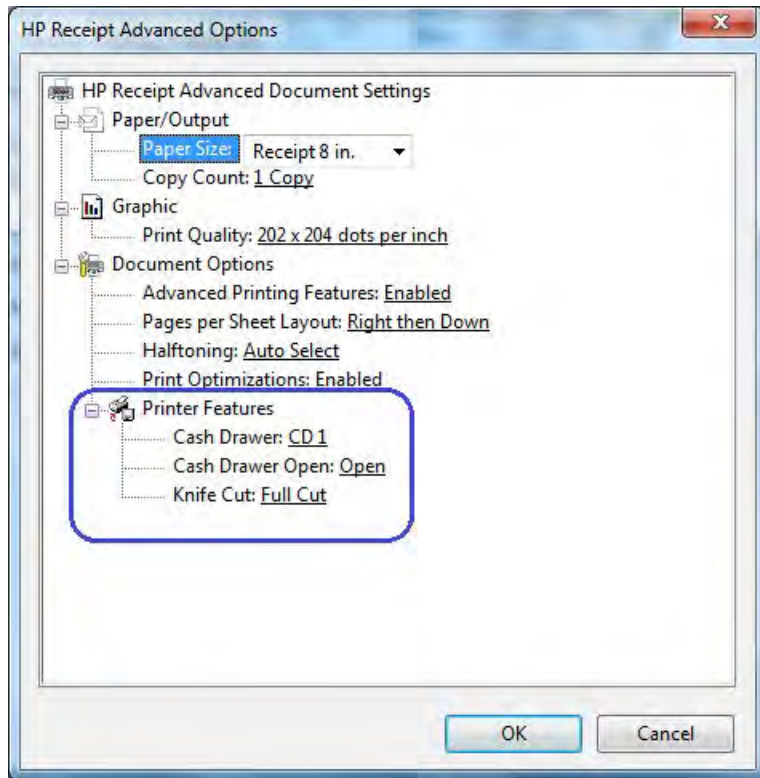 HP Receipt Advanced Options
HP Receipt Advanced Document Settings
Paper/Output
Paper Size: Receipt 8 in.
Copy Count: 1 Copy
Graphic
Print Quality: 202 x 204 dots per inch
Document Options
Advanced Printing Features: Enabled
Pages per Sheet Layout: Right then Down
Halftoning: Auto Select
Print Optimizations: Enabled
Printer Features
Cash Drawer: CD 1
Cash Drawer Open: Open
Knife Cut: Full Cut
OK Cancel